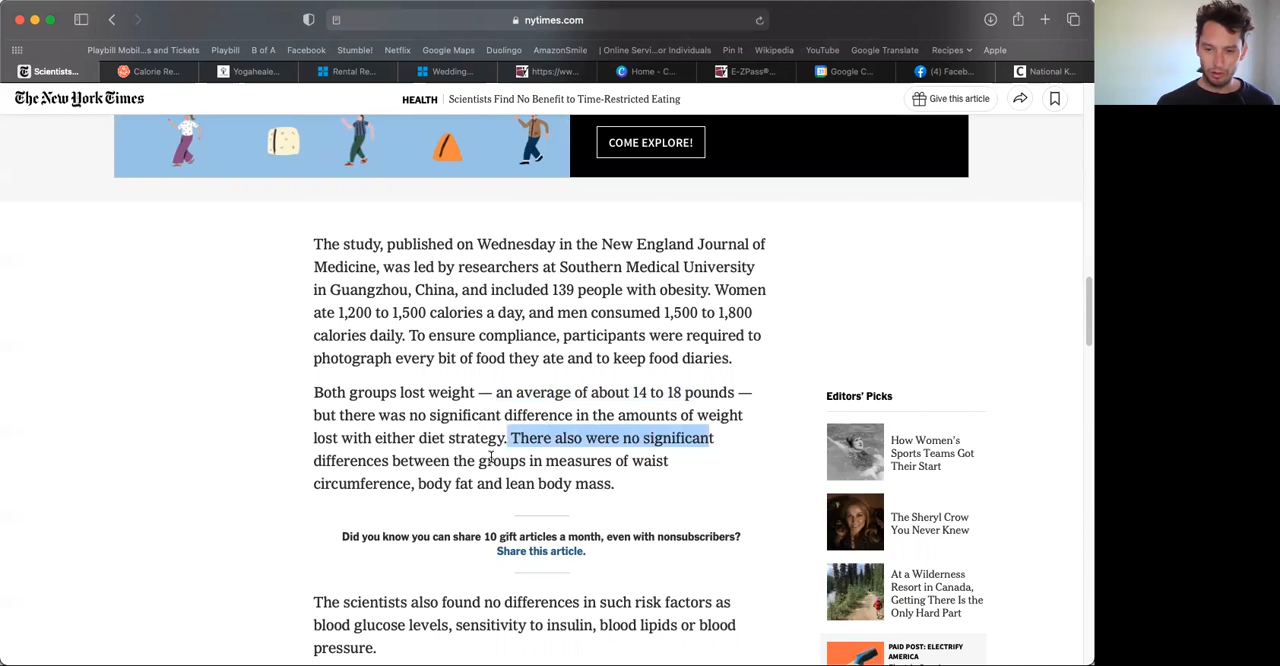 nytimes.com
Playbill Mobil...s and Tickets Playbill B of A Facebook Stumble! Netflix Google Maps Duolingo AmazonSmile | Online Servi...or Individuals Pin It Wikipedia YouTube Google Translate Recipes Apple
Scientists... Calorie Re... Yogaheale... Rental Re... Wedding... https://ww... Home - C... E-ZPass®... Google C... (4) Faceb... National K...
The New York Times
HEALTH | Scientists Find No Benefit to Time-Restricted Eating
Give this article
COME EXPLORE!
The study, published on Wednesday in the New England Journal of
Medicine, was led by researchers at Southern Medical University
in Guangzhou, China, and included 139 people with obesity. Women
ate 1,200 to 1,500 calories a day, and men consumed 1,500 to 1,800
calories daily. To ensure compliance, participants were required to
photograph every bit of food they ate and to keep food diaries.
Both groups lost weight — an average of about 14 to 18 pounds —
but there was no significant difference in the amounts of weight
lost with either diet strategy. There also were no significant
differences between the groups in measures of waist
circumference, body fat and lean body mass.
Did you know you can share 10 gift articles a month, even with nonsubscribers?
Share this article.
The scientists also found no differences in such risk factors as
blood glucose levels, sensitivity to insulin, blood lipids or blood
pressure.
Editors' Picks
How Women's
Sports Teams Got
Their Start
The Sheryl Crow
You Never Knew
At a Wilderness
Resort in Canada,
Getting There Is the
Only Hard Part
PAID POST: ELECTRIFY
AMERICA